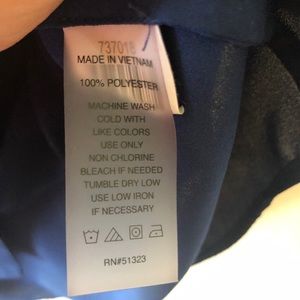 737018
MADE IN VIETNAM
100% POLYESTER
MACHINE WASH
COLD WITH
LIKE COLORS
USE ONLY
NON CHLORINE
BLEACH IF NEEDED
TUMBLE DRY LOW
USE LOW IRON
IF NECESSARY
RN#51323